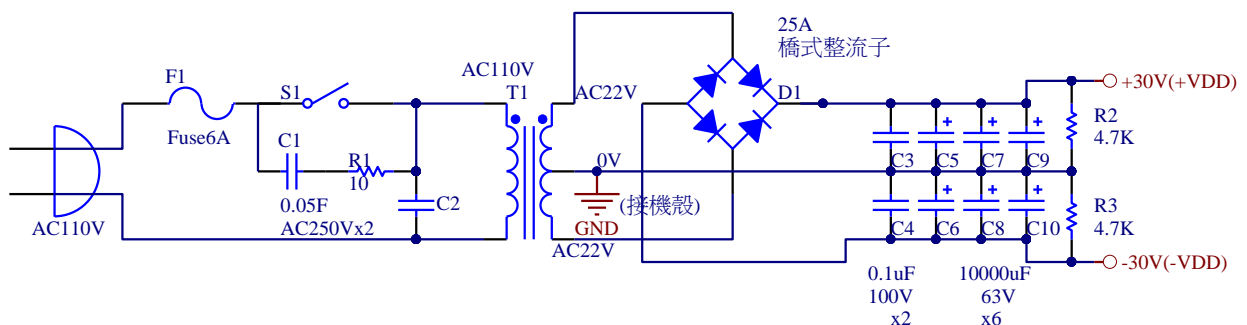 25A
橋式整流子
F1
Fuse6A
S1
C1
R1
10
0.05F
AC250Vx2
C2
AC110V
AC110V
T1
AC22V
0V
GND
(接機殼)
AC22V
D1
C3
C5
C7
C9
C4
C6
C8
C10
+
+
+
+
+
+
0.1uF
100V
x2
10000uF
63V
x6
R2
4.7K
R3
4.7K
+30V(+VDD)
-30V(-VDD)